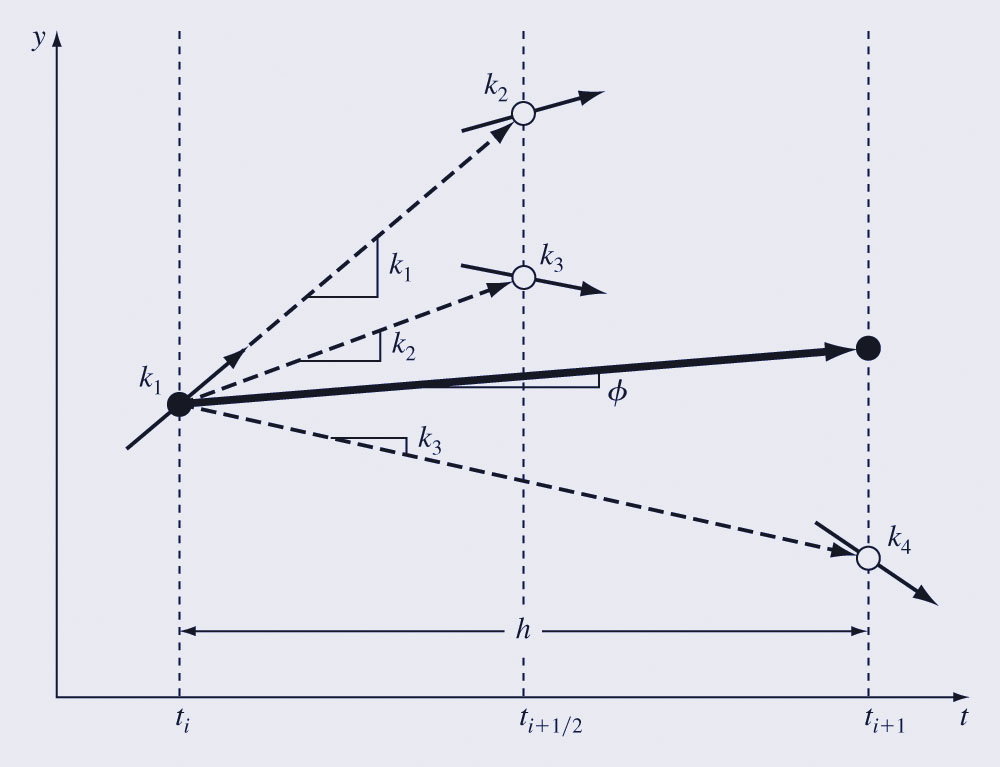 y
k₂
k₃
k₁
k₂
k₁
ϕ
k₃
k₄
h
tᵢ
tᵢ₊₁/₂
tᵢ₊₁
t